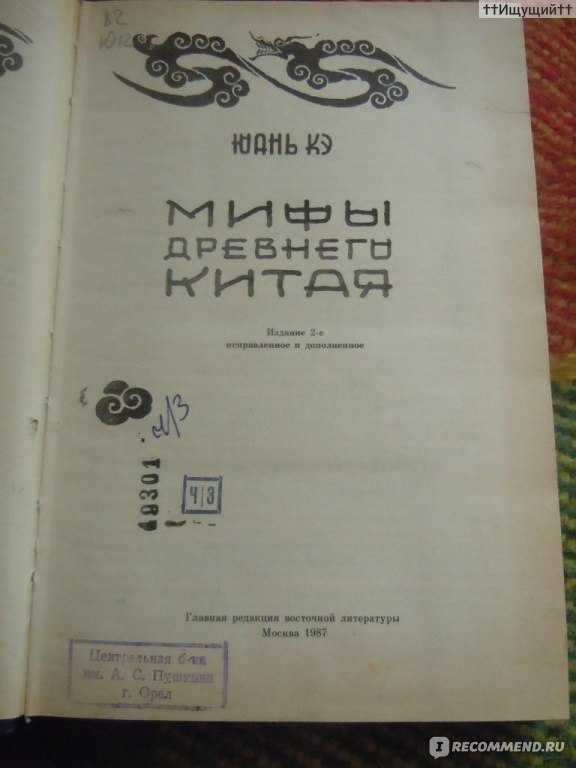 ††Ищущий††
ЮАНЬ КЭ
МИФЫ
ДРЕВНЕГО
КИТАЯ
Издание 2-е
исправленное и дополненное
49301
Ч|З
Главная редакция восточной литературы
Москва 1987
Центральная б-ка
им. А. С. Пушкина
г. Орел
RECOMMEND.RU